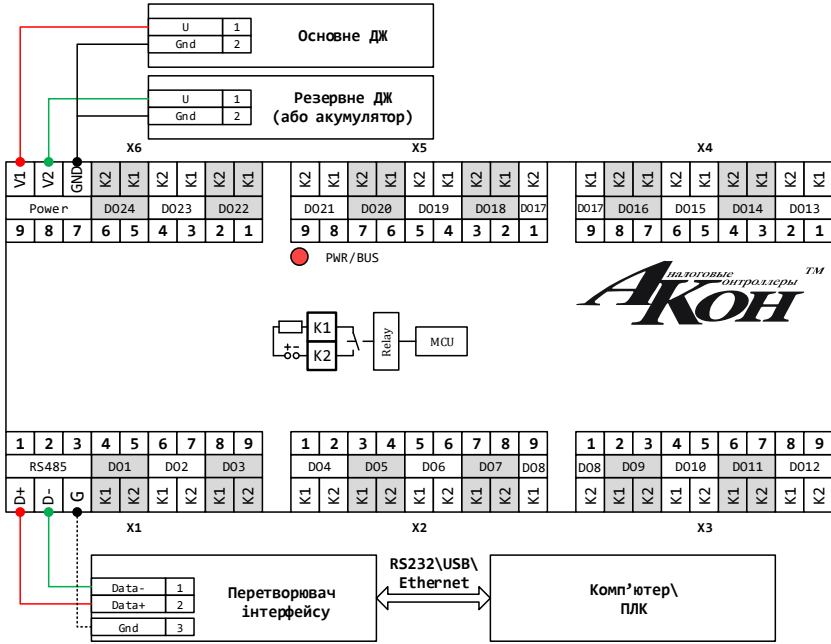 U 1
Gnd 2
Основне ДЖ
U 1
Gnd 2
Резервне ДЖ
(або акумулятор)
X6 X5 X4
V1 V2 GND K2 K1 K2 K1 K2 K1
K2 K1 K2 K1 K2 K1 K2 K1 K2
K1 K2 K1 K2 K1 K2 K1 K2 K1
Power DO24 DO23 DO22
DO21 DO20 DO19 DO18 DO17
DO17 DO16 DO15 DO14 DO13
9 8 7 6 5 4 3 2 1
9 8 7 6 5 4 3 2 1
9 8 7 6 5 4 3 2 1
PWR/BUS
АКОН
налоговые
онтроллеры
TM
K1
K2
+ -
Relay
MCU
1 2 3 4 5 6 7 8 9
1 2 3 4 5 6 7 8 9
1 2 3 4 5 6 7 8 9
RS485 DO1 DO2 DO3
DO4 DO5 DO6 DO7 DO8
DO8 DO9 DO10 DO11 DO12
D+ D- G K1 K2 K1 K2 K1 K2
K1 K2 K1 K2 K1 K2 K1 K2 K1
K2 K1 K2 K1 K2 K1 K2 K1 K2
X1 X2 X3
Data- 1
Data+ 2
Gnd 3
Перетворювач
інтерфейсу
RS232\USB\
Ethernet
Комп’ютер\
ПЛК